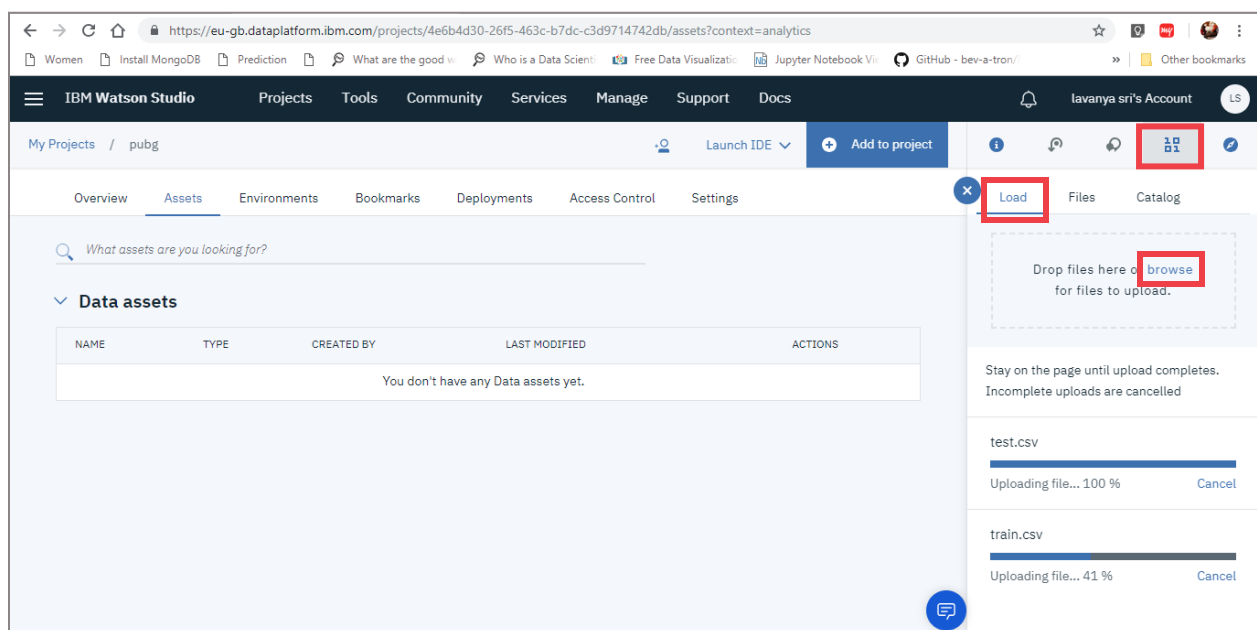 https://eu-gb.dataplatform.ibm.com/projects/4e6b4d30-26f5-463c-b7dc-c3d9714742db/assets?context=analytics
Women Install MongoDB Prediction What are the good w Who is a Data Scienti Free Data Visualizatio Jupyter Notebook Vi GitHub - bev-a-tron/ » Other bookmarks
IBM Watson Studio Projects Tools Community Services Manage Support Docs lavanya sri's Account LS
My Projects / pubg Launch IDE Add to project
Overview Assets Environments Bookmarks Deployments Access Control Settings Load Files Catalog
What assets are you looking for?
Drop files here o browse
for files to upload.
Data assets
NAME TYPE CREATED BY LAST MODIFIED ACTIONS
You don't have any Data assets yet.
Stay on the page until upload completes.
Incomplete uploads are cancelled
test.csv
Uploading file... 100 % Cancel
train.csv
Uploading file... 41 % Cancel